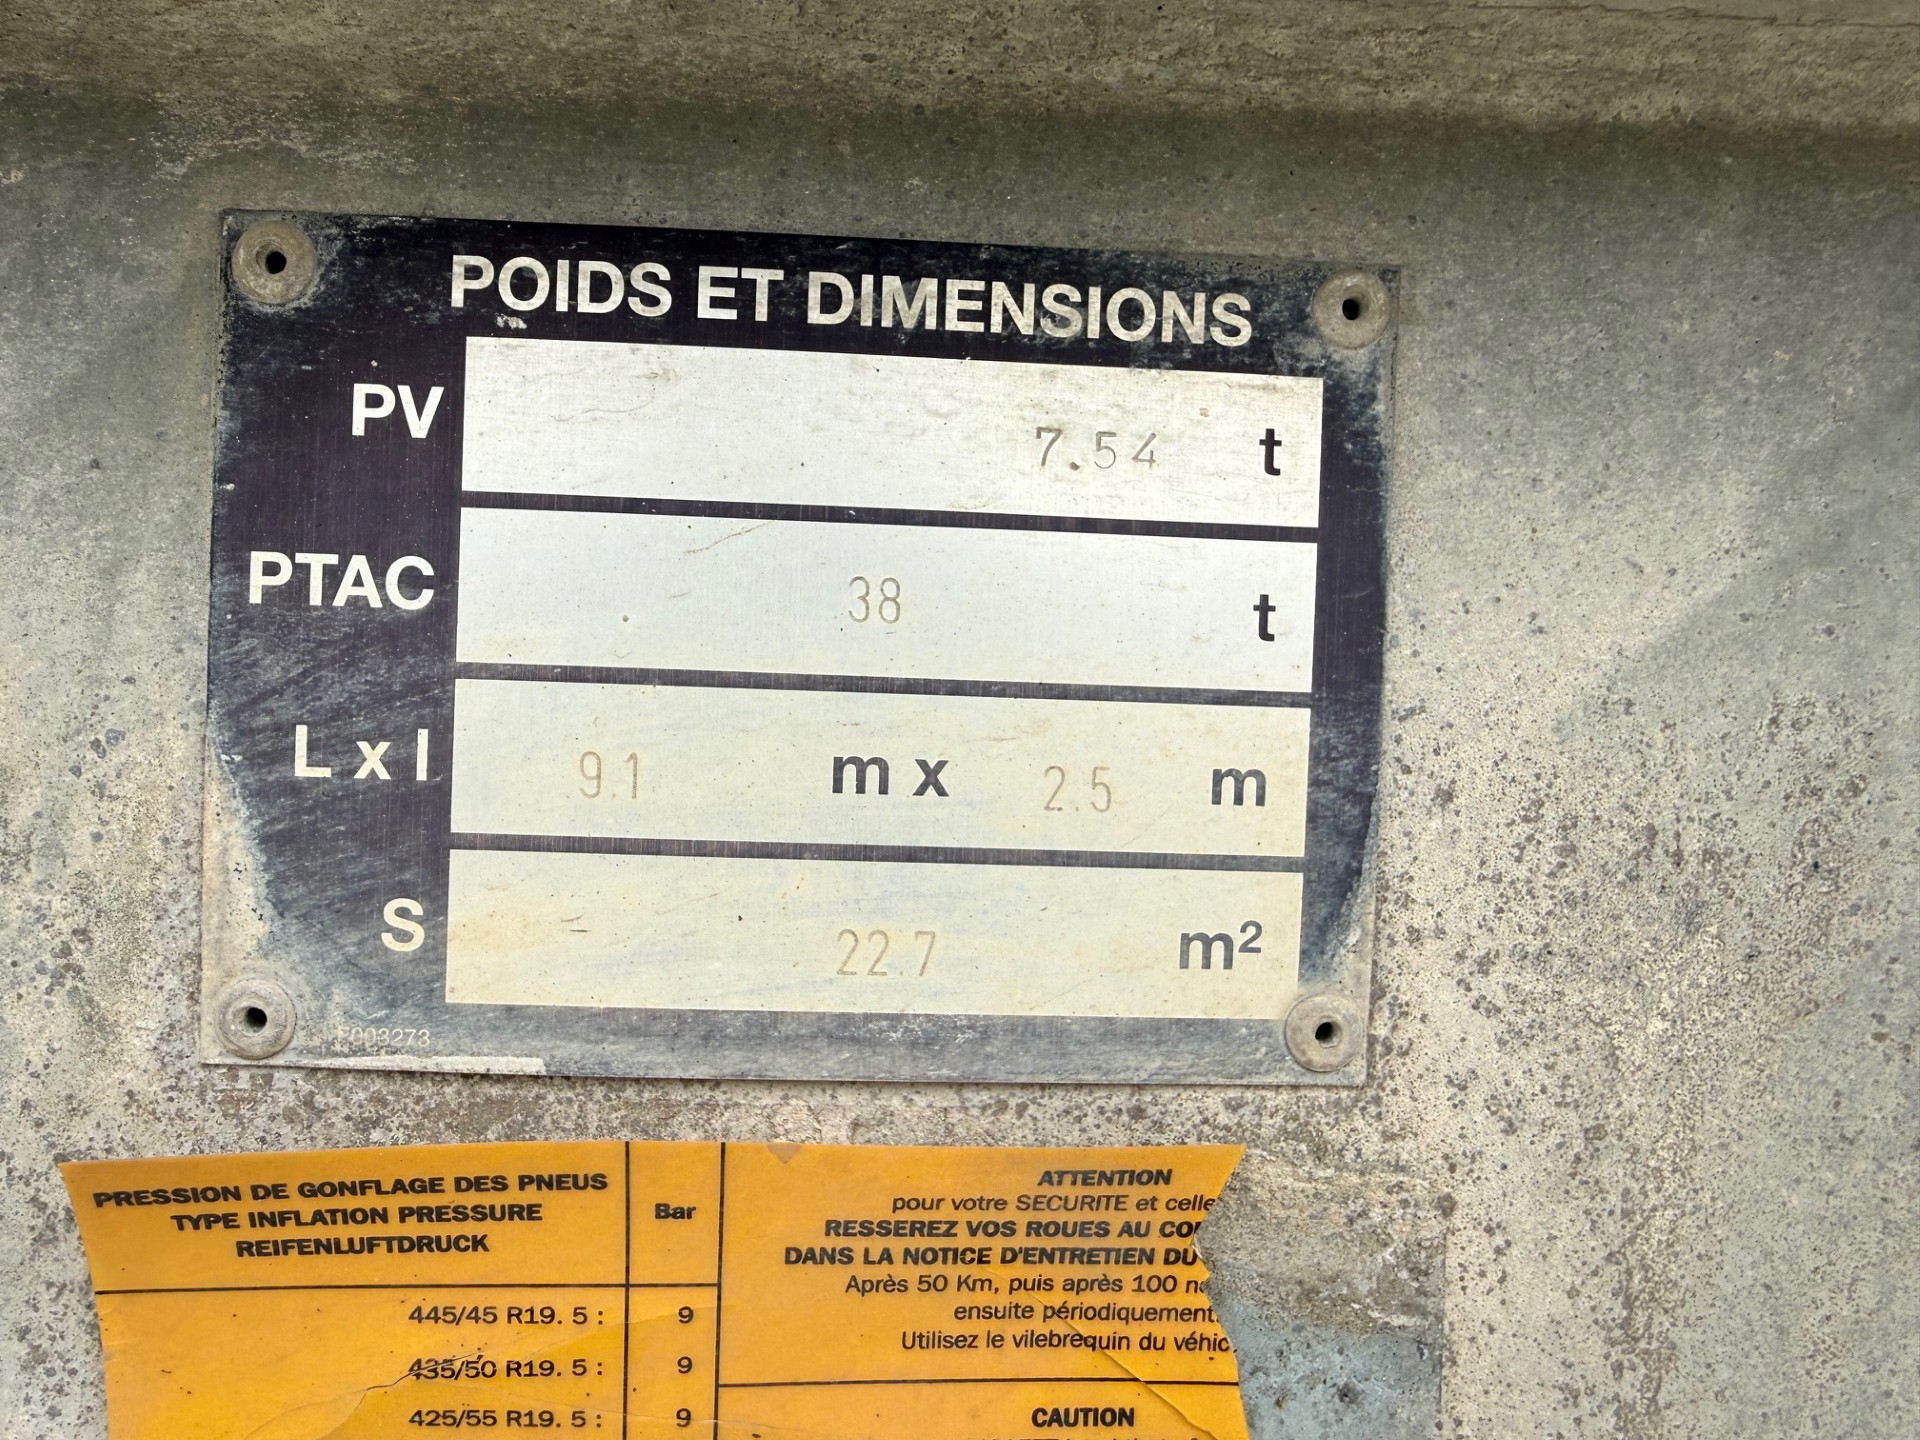 POIDS ET DIMENSIONS
PV 7.54 t
PTAC 38 t
L x l 9.1 m x 2.5 m
S 22.7 m²
F003273
PRESSION DE GONFLAGE DES PNEUS
TYPE INFLATION PRESSURE
REIFENLUFTDRUCK
Bar
445/45 R19. 5 : 9
435/50 R19. 5 : 9
425/55 R19. 5 : 9
ATTENTION
pour votre SECURITE et celle
RESSEREZ VOS ROUES AU
DANS LA NOTICE D'ENTRETIEN DU
Après 50 Km, puis après 100
ensuite périodiquement.
Utilisez le vilebrequin du
CAUTION